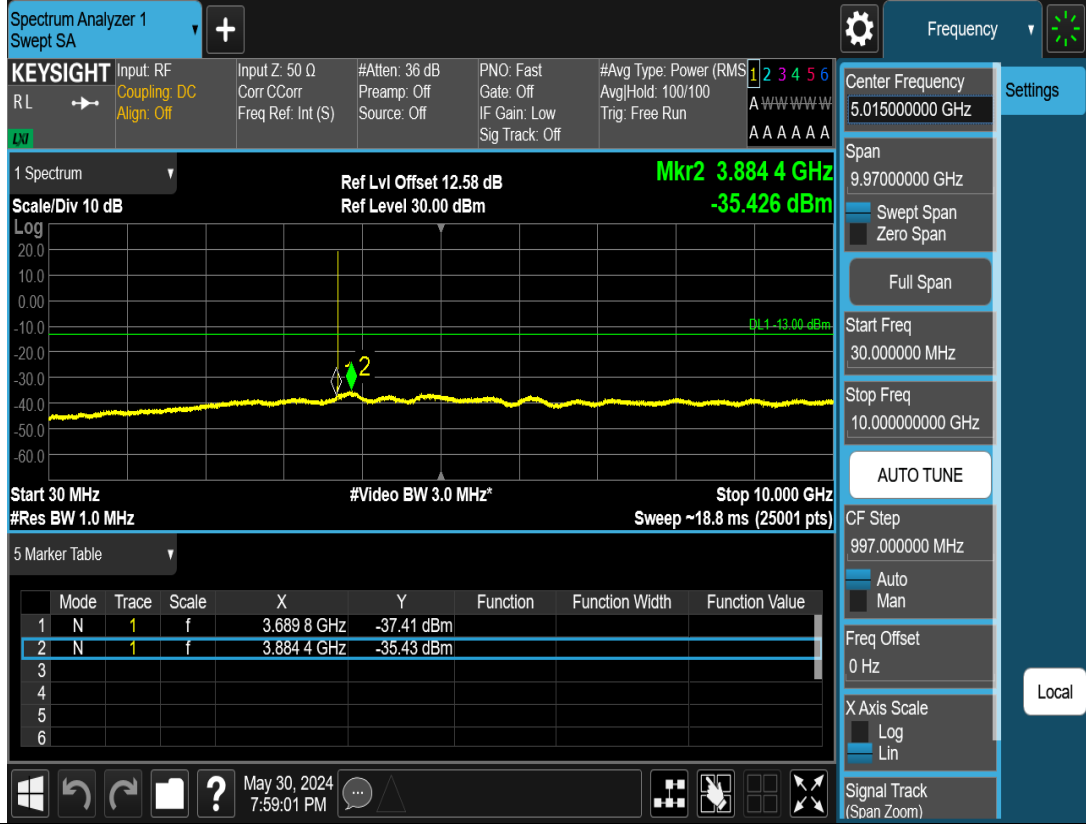 Spectrum Analyzer 1
Swept SA
+
Frequency
KEYSIGHT
RL
LXI
Input: RF
Coupling: DC
Align: Off
Input Z: 50 Ω
Corr CCorr
Freq Ref: Int (S)
#Atten: 36 dB
Preamp: Off
Source: Off
PNO: Fast
Gate: Off
IF Gain: Low
Sig Track: Off
#Avg Type: Power (RMS
Avg|Hold: 100/100
Trig: Free Run
1 2 3 4 5 6
A W W W W W
A A A A A A
1 Spectrum
Scale/Div 10 dB
Ref Lvl Offset 12.58 dB
Ref Level 30.00 dBm
Mkr2 3.884 4 GHz
-35.426 dBm
Log
20.0
10.0
0.00
-10.0
-20.0
-30.0
-40.0
-50.0
-60.0
DL1 -13.00 dBm
2
Start 30 MHz
#Video BW 3.0 MHz*
Stop 10.000 GHz
#Res BW 1.0 MHz
Sweep ~18.8 ms (25001 pts)
5 Marker Table
Mode Trace Scale X Y Function Function Width Function Value
1 N 1 f 3.689 8 GHz -37.41 dBm
2 N 1 f 3.884 4 GHz -35.43 dBm
3
4
5
6
?
May 30, 2024
7:59:01 PM
Center Frequency
5.015000000 GHz
Settings
Span
9.97000000 GHz
Swept Span
Zero Span
Full Span
Start Freq
30.000000 MHz
Stop Freq
10.000000000 GHz
AUTO TUNE
CF Step
997.000000 MHz
Auto
Man
Freq Offset
0 Hz
Local
X Axis Scale
Log
Lin
Signal Track
(Span Zoom)